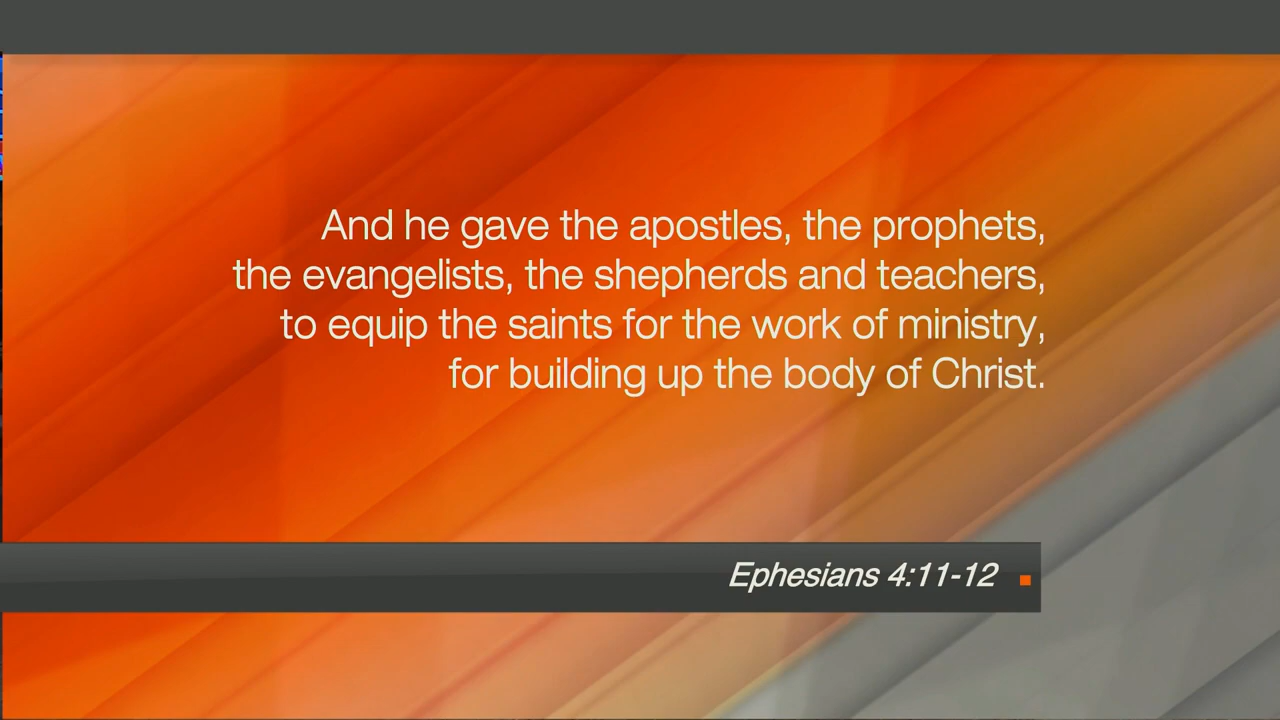 And he gave the apostles, the prophets,
the evangelists, the shepherds and teachers,
to equip the saints for the work of ministry,
for building up the body of Christ.
Ephesians 4:11-12